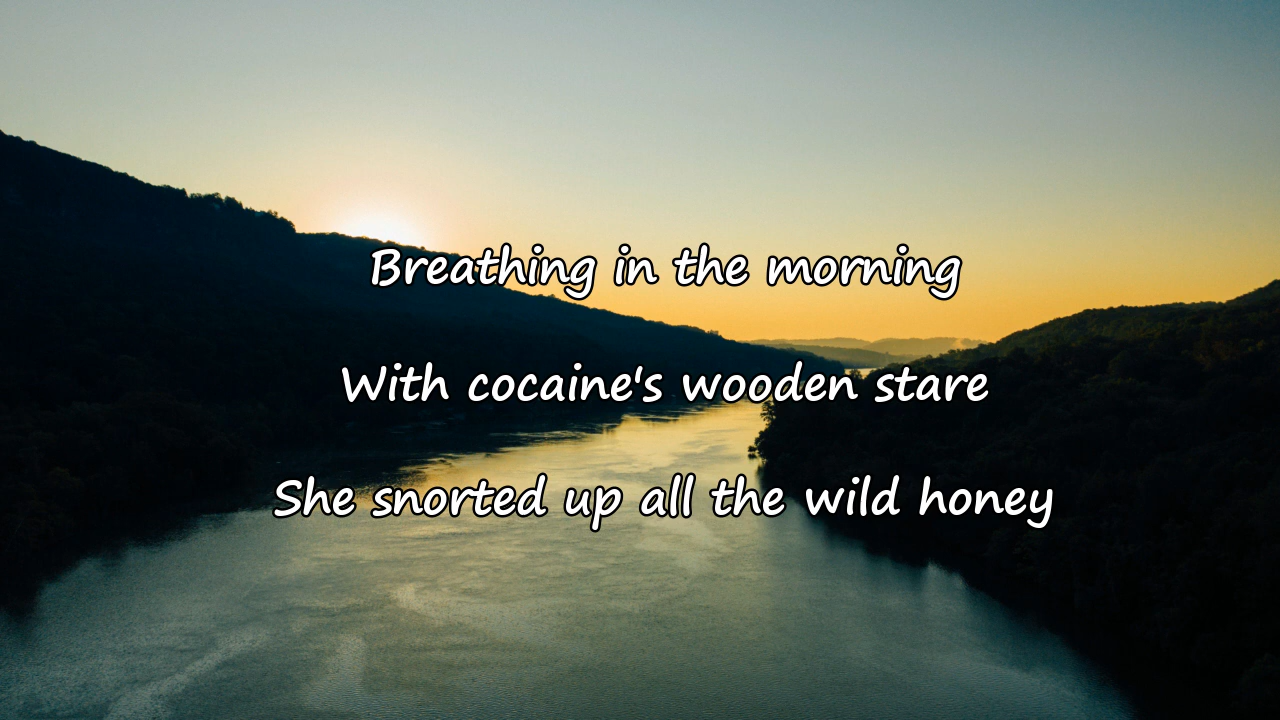 Breathing in the morning
With cocaine's wooden stare
She snorted up all the wild honey